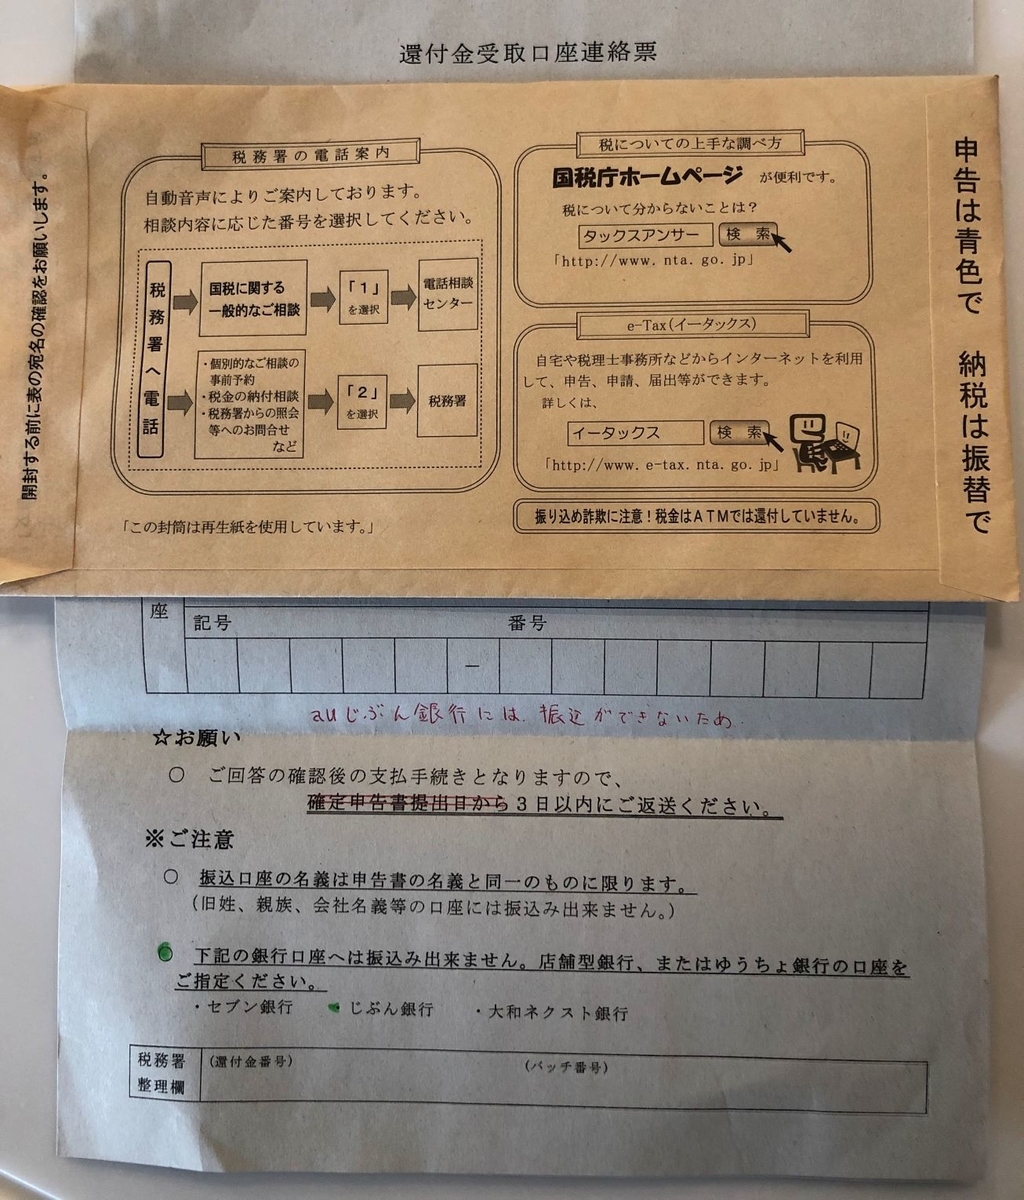 還付金受取口座連絡票
開封する前に表の宛名の確認をお願いします。
税務署の電話案内
自動音声によりご案内しております。
相談内容に応じた番号を選択してください。
税務署へ電話
国税に関する
一般的なご相談
「1」
を選択
電話相談
センター
・個別的なご相談の
事前予約
・税金の納付相談
・税務署からの照会
等へのお問合せ
など
「2」
を選択
税務署
「この封筒は再生紙を使用しています。」
税についての上手な調べ方
国税庁ホームページ が便利です。
税について分からないことは？
タックスアンサー 検索
「http://www.nta.go.jp」
e-Tax(イータックス)
自宅や税理士事務所などからインターネットを利用
して、申告、申請、届出等ができます。
詳しくは、
イータックス 検索
「http://www.e-tax.nta.go.jp」
振り込め詐欺に注意！税金はATMでは還付していません。
申告は青色で 納税は振替で
座
記号 番号
―
auじぶん銀行には、振込ができないため
☆お願い
○ ご回答の確認後の支払手続きとなりますので、
確定申告書提出日から3日以内にご返送ください。
※ご注意
○ 振込口座の名義は申告書の名義と同一のものに限ります。
（旧姓、親族、会社名義等の口座には振込み出来ません。）
下記の銀行口座へは振込み出来ません。店舗型銀行、またはゆうちょ銀行の口座を
ご指定ください。
・セブン銀行 じぶん銀行 ・大和ネクスト銀行
税務署
整理欄
(還付金番号) (バッチ番号)